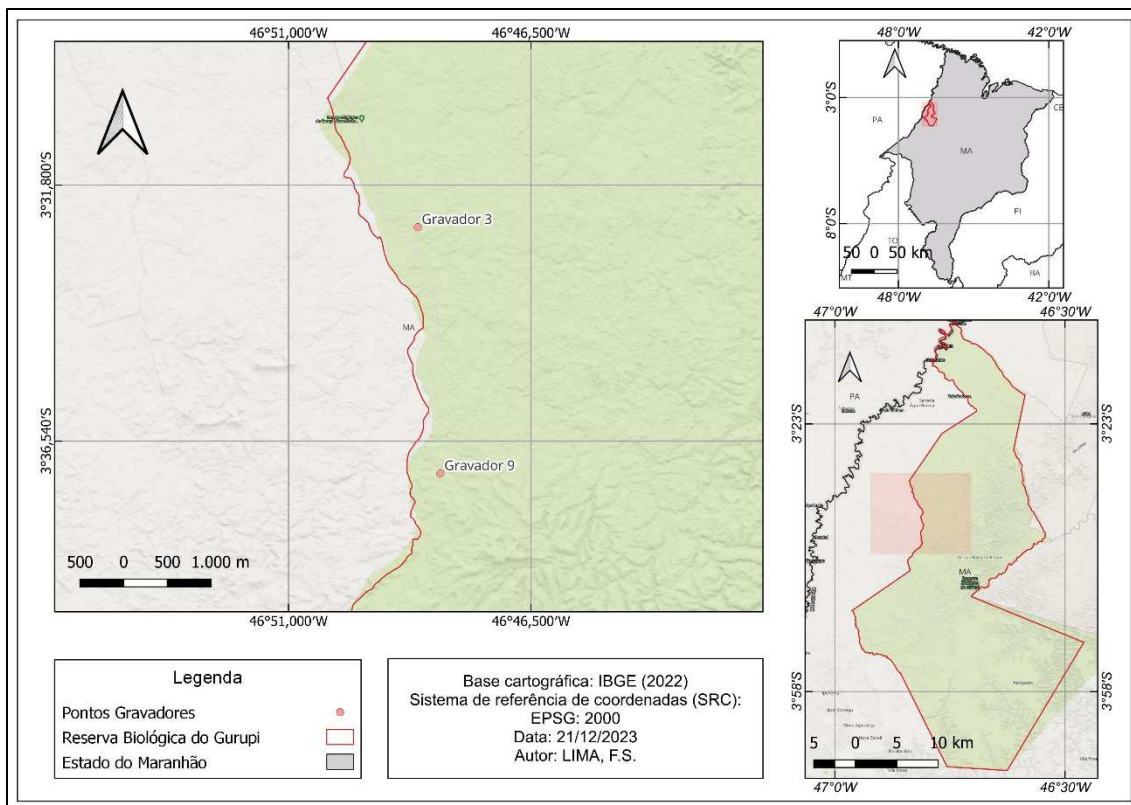 46°51,000'W 46°46,500'W
3°31,800'S
Gravador 3
MA
3°36,540'S
Gravador 9
500 0 500 1.000 m
46°51,000'W 46°46,500'W
48°0'W 42°0'W
3°0'S
PA
CE
MA
PI
8°0'S
TO
50 0 50 km
MT
BA
48°0'W 42°0'W
47°0'W 46°30'W
PA
3°23'S 3°23'S
MA
3°58'S 3°58'S
5 0 5 10 km
47°0'W 46°30'W
Legenda
Pontos Gravadores
Reserva Biológica do Gurupi
Estado do Maranhão
Base cartográfica: IBGE (2022)
Sistema de referência de coordenadas (SRC):
EPSG: 2000
Data: 21/12/2023
Autor: LIMA, F.S.